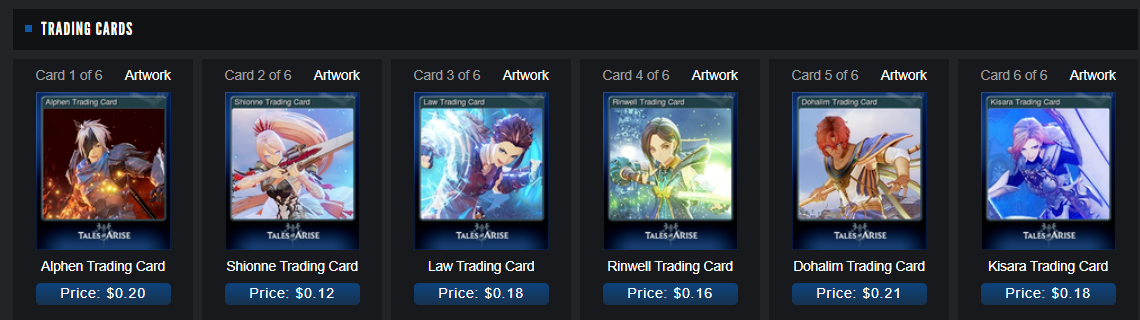 TRADING CARDS
Card 1 of 6 Artwork
Alphen Trading Card
TALES of ARISE
Alphen Trading Card
Price: $0.20
Card 2 of 6 Artwork
Shionne Trading Card
TALES of ARISE
Shionne Trading Card
Price: $0.12
Card 3 of 6 Artwork
Law Trading Card
TALES of ARISE
Law Trading Card
Price: $0.18
Card 4 of 6 Artwork
Rinwell Trading Card
TALES of ARISE
Rinwell Trading Card
Price: $0.16
Card 5 of 6 Artwork
Dohalim Trading Card
TALES of ARISE
Dohalim Trading Card
Price: $0.21
Card 6 of 6 Artwork
Kisara Trading Card
TALES of ARISE
Kisara Trading Card
Price: $0.18